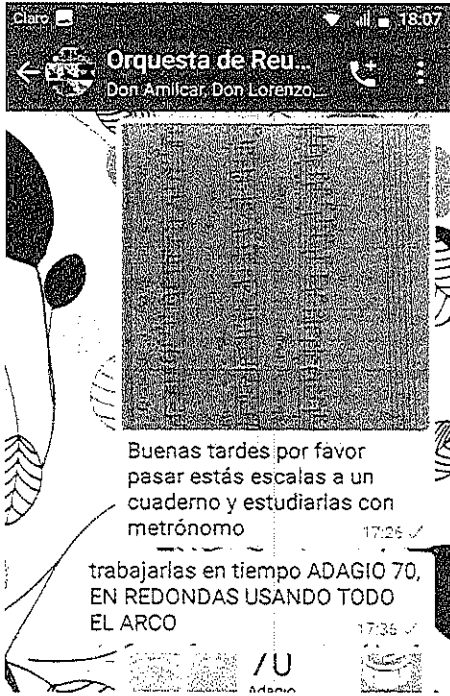 Claro 18:07
Orquesta de Reu...
Don Amilcar, Don Lorenzo,...
Buenas tardes por favor
pasar estás escalas a un
cuaderno y estudiarlas con
metrónomo
17:26
trabajarlas en tiempo ADAGIO 70,
EN REDONDAS USANDO TODO
EL ARCO
17:36
70
Adagio